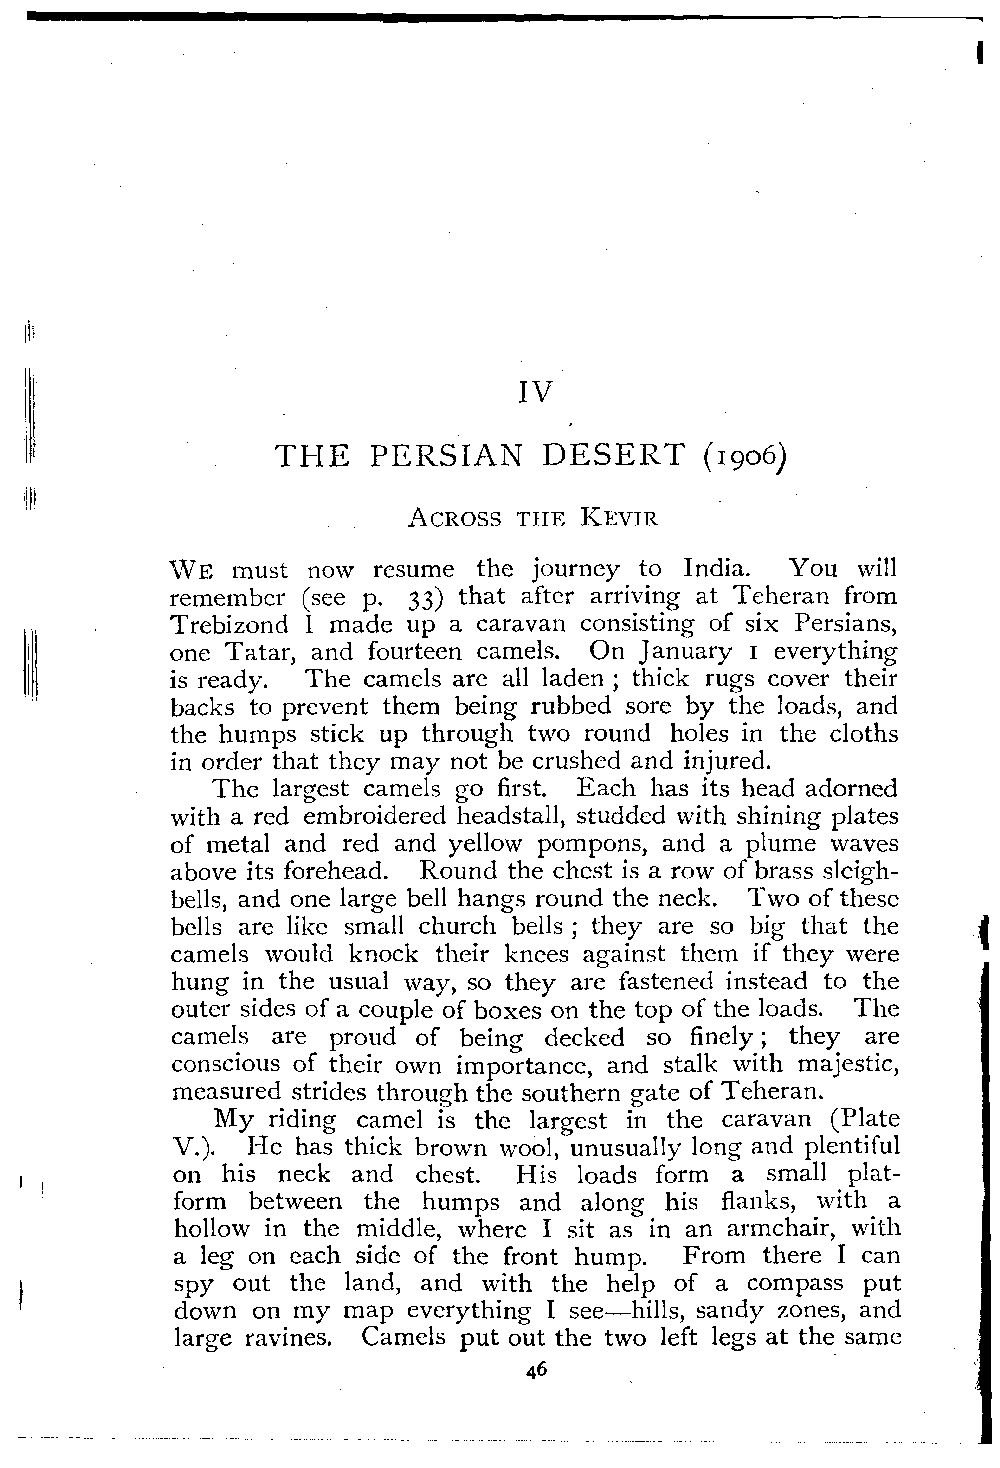 IV
THE PERSIAN DESERT (1906)
ACROSS THE KEVIR
WE must now resume the journey to India. You will
remember (see p. 33) that after arriving at Teheran from
Trebizond I made up a caravan consisting of six Persians,
one Tatar, and fourteen camels. On January 1 everything
is ready. The camels are all laden ; thick rugs cover their
backs to prevent them being rubbed sore by the loads, and
the humps stick up through two round holes in the cloths
in order that they may not be crushed and injured.
The largest camels go first. Each has its head adorned
with a red embroidered headstall, studded with shining plates
of metal and red and yellow pompons, and a plume waves
above its forehead. Round the chest is a row of brass sleigh-
bells, and one large bell hangs round the neck. Two of these
bells are like small church bells ; they are so big that the
camels would knock their knees against them if they were
hung in the usual way, so they are fastened instead to the
outer sides of a couple of boxes on the top of the loads. The
camels are proud of being decked so finely ; they are
conscious of their own importance, and stalk with majestic,
measured strides through the southern gate of Teheran.
My riding camel is the largest in the caravan (Plate
V.). He has thick brown wool, unusually long and plentiful
on his neck and chest. His loads form a small plat-
form between the humps and along his flanks, with a
hollow in the middle, where I sit as in an armchair, with
a leg on each side of the front hump. From there I can
spy out the land, and with the help of a compass put
down on my map everything I see—hills, sandy zones, and
large ravines. Camels put out the two left legs at the same
46